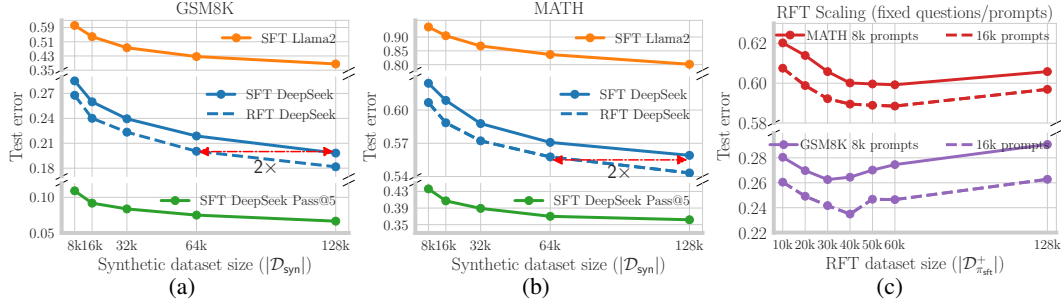 GSM8K
0.59
0.51
0.43
0.35
SFT Llama2
0.27
0.24
0.21
0.18
SFT DeepSeek
RFT DeepSeek
2×
0.10
0.05
SFT DeepSeek Pass@5
Test error
8k 16k 32k 64k 128k
Synthetic dataset size (|𝒟syn|)
(a)
MATH
0.90
0.80
SFT Llama2
0.60
0.57
0.54
SFT DeepSeek
RFT DeepSeek
2×
0.43
0.39
0.35
SFT DeepSeek Pass@5
Test error
8k 16k 32k 64k 128k
Synthetic dataset size (|𝒟syn|)
(b)
RFT Scaling (fixed questions/prompts)
0.62
0.60
0.58
MATH 8k prompts 16k prompts
0.28
0.26
0.24
0.22
GSM8K 8k prompts 16k prompts
Test error
10k 20k 30k 40k 50k 60k 128k
RFT dataset size (|𝒟⁺πsft|)
(c)